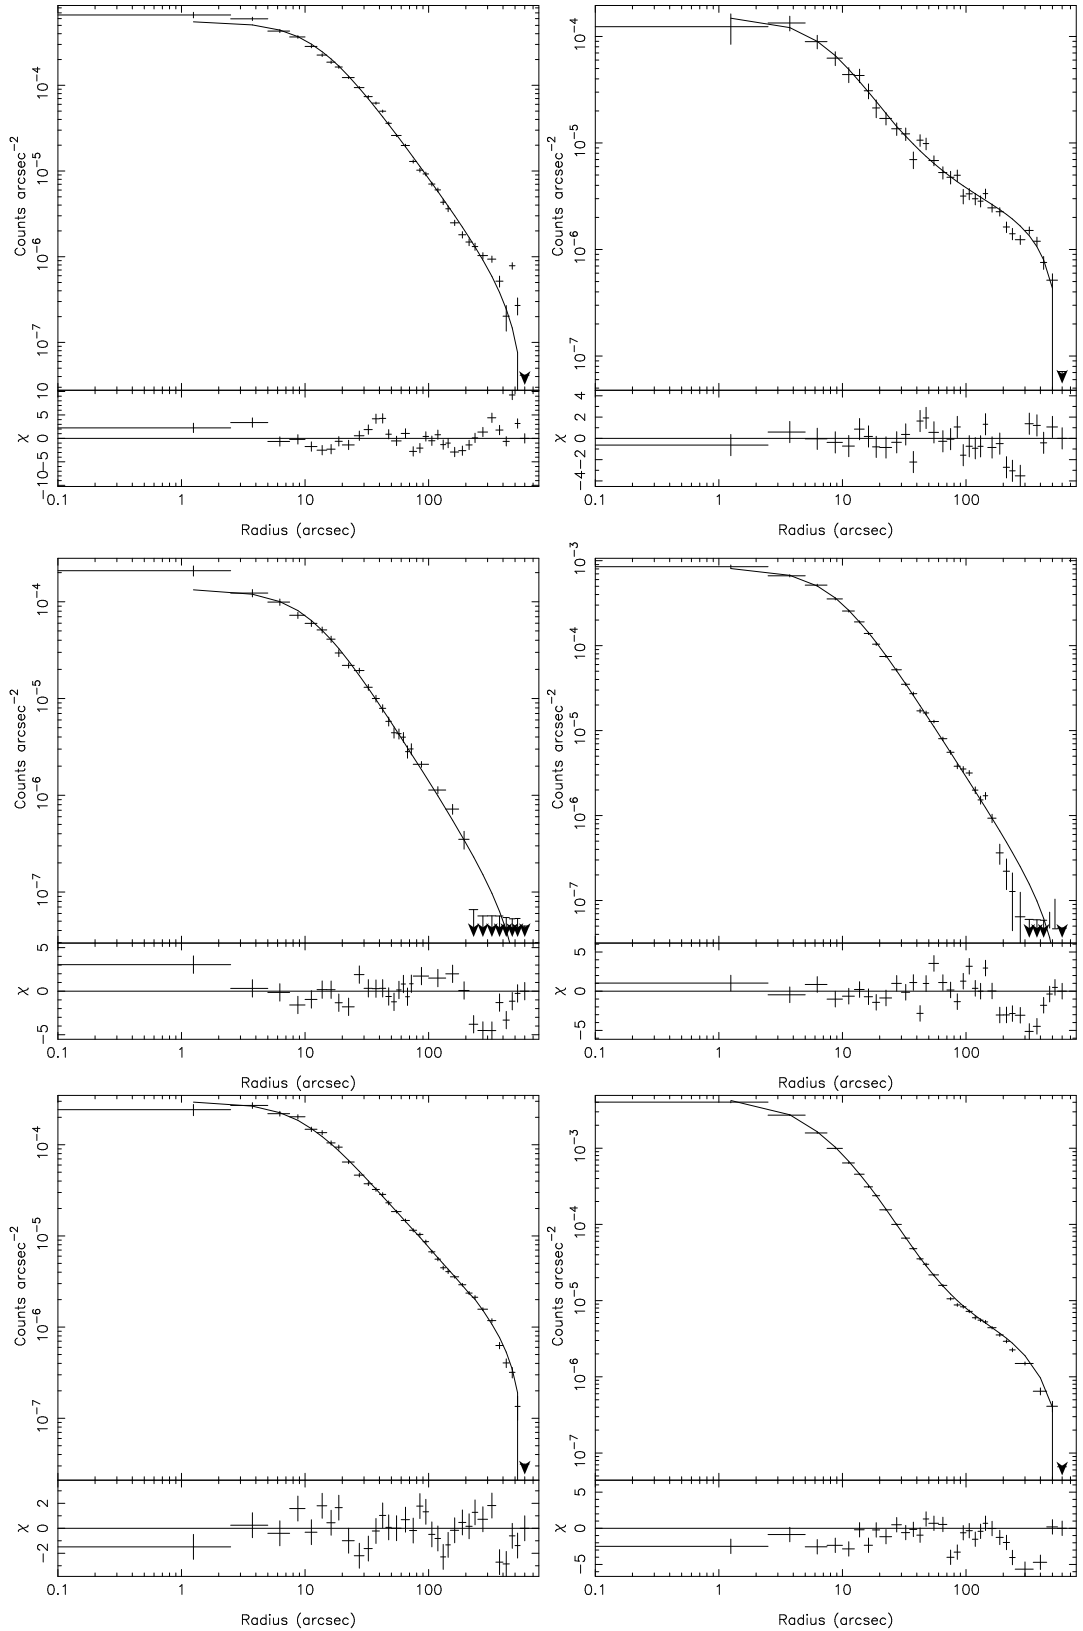 Counts arcsec⁻²
10⁻⁴
10⁻⁵
10⁻⁶
10⁻⁷
χ
10
5
0
−5
−10
0.1 1 10 100
Radius (arcsec)
Counts arcsec⁻²
10⁻⁴
10⁻⁵
10⁻⁶
10⁻⁷
χ
4
2
0
−2
−4
0.1 1 10 100
Radius (arcsec)
Counts arcsec⁻²
10⁻⁴
10⁻⁵
10⁻⁶
10⁻⁷
χ
5
0
−5
0.1 1 10 100
Radius (arcsec)
Counts arcsec⁻²
10⁻³
10⁻⁴
10⁻⁵
10⁻⁶
10⁻⁷
χ
5
0
−5
0.1 1 10 100
Radius (arcsec)
Counts arcsec⁻²
10⁻⁴
10⁻⁵
10⁻⁶
10⁻⁷
χ
2
0
−2
0.1 1 10 100
Radius (arcsec)
Counts arcsec⁻²
10⁻³
10⁻⁴
10⁻⁵
10⁻⁶
10⁻⁷
χ
5
0
−5
0.1 1 10 100
Radius (arcsec)